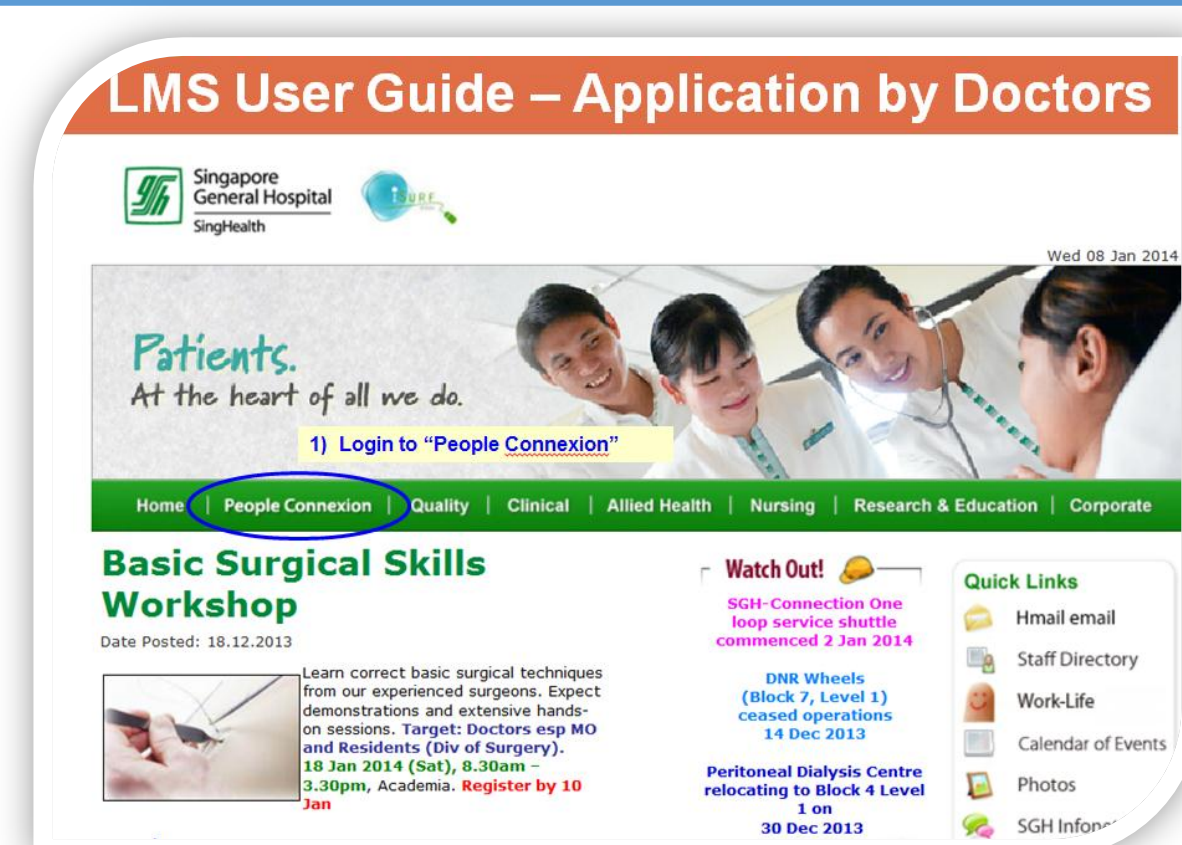 LMS User Guide – Application by Doctors
Singapore
General Hospital
SingHealth
iSURF
Wed 08 Jan 2014
Patients.
At the heart of all we do.
1) Login to “People Connexion”
Home | People Connexion | Quality | Clinical | Allied Health | Nursing | Research & Education | Corporate
Basic Surgical Skills
Workshop
Date Posted: 18.12.2013
Learn correct basic surgical techniques
from our experienced surgeons. Expect
demonstrations and extensive hands-
on sessions. Target: Doctors esp MO
and Residents (Div of Surgery).
18 Jan 2014 (Sat), 8.30am –
3.30pm, Academia. Register by 10
Jan
Watch Out!
SGH-Connection One
loop service shuttle
commenced 2 Jan 2014
DNR Wheels
(Block 7, Level 1)
ceased operations
14 Dec 2013
Peritoneal Dialysis Centre
relocating to Block 4 Level
1 on
30 Dec 2013
Quick Links
Hmail email
Staff Directory
Work-Life
Calendar of Events
Photos
SGH